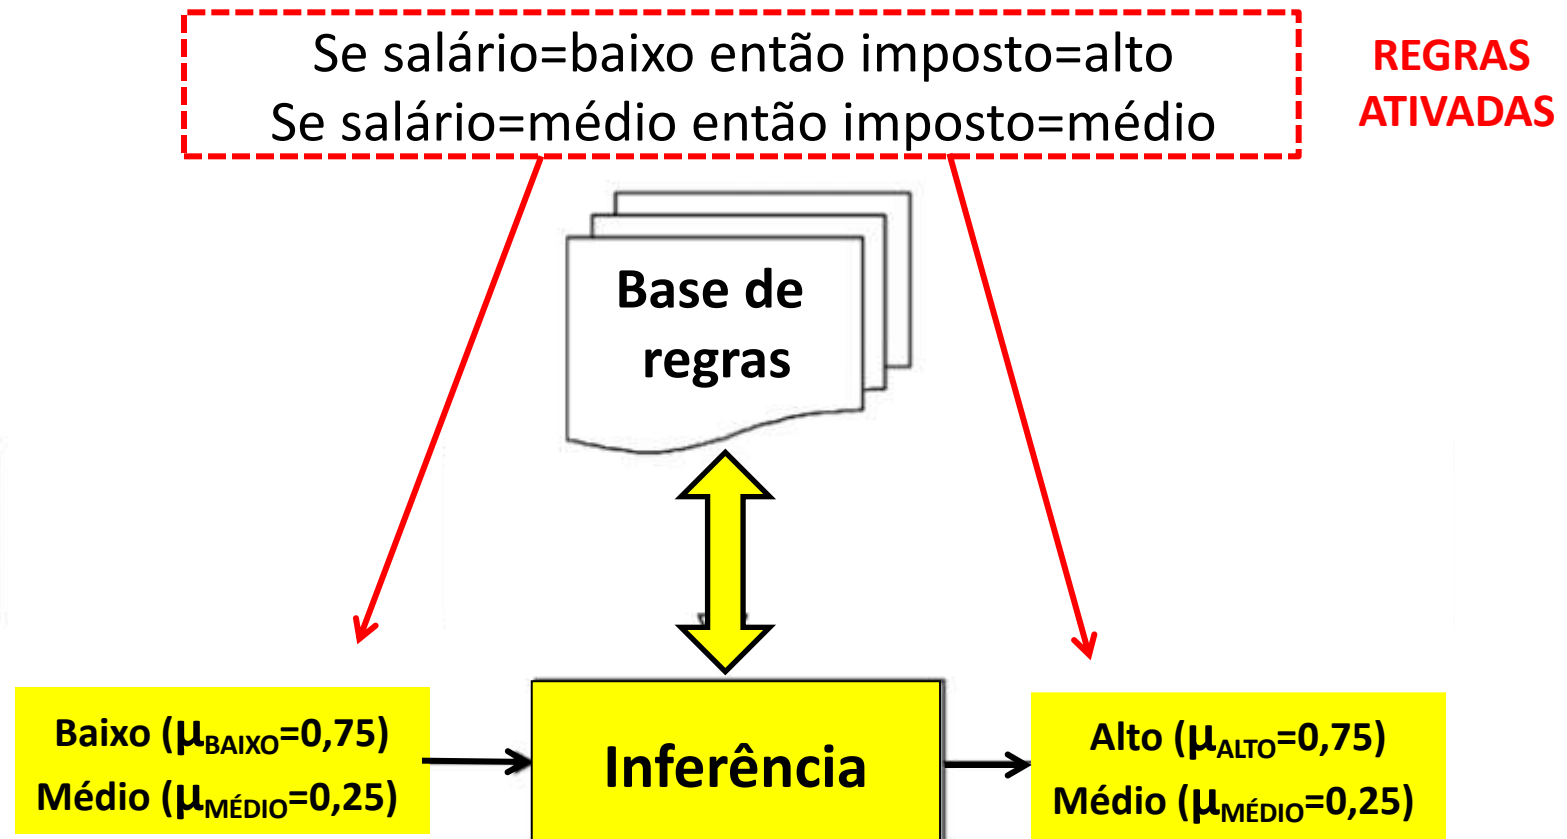 Se salário=baixo então imposto=alto
Se salário=médio então imposto=médio
REGRAS
ATIVADAS
Base de
regras
Baixo (μBAIXO=0,75)
Médio (μMÉDIO=0,25)
Inferência
Alto (μALTO=0,75)
Médio (μMÉDIO=0,25)